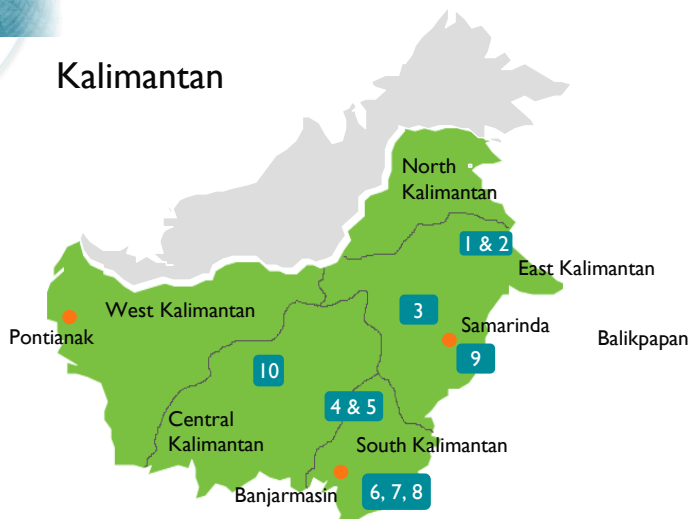 Kalimantan
North
Kalimantan
1 & 2
East Kalimantan
West Kalimantan
3
Samarinda
Pontianak
Balikpapan
9
10
4 & 5
Central
Kalimantan
South Kalimantan
Banjarmasin
6, 7, 8